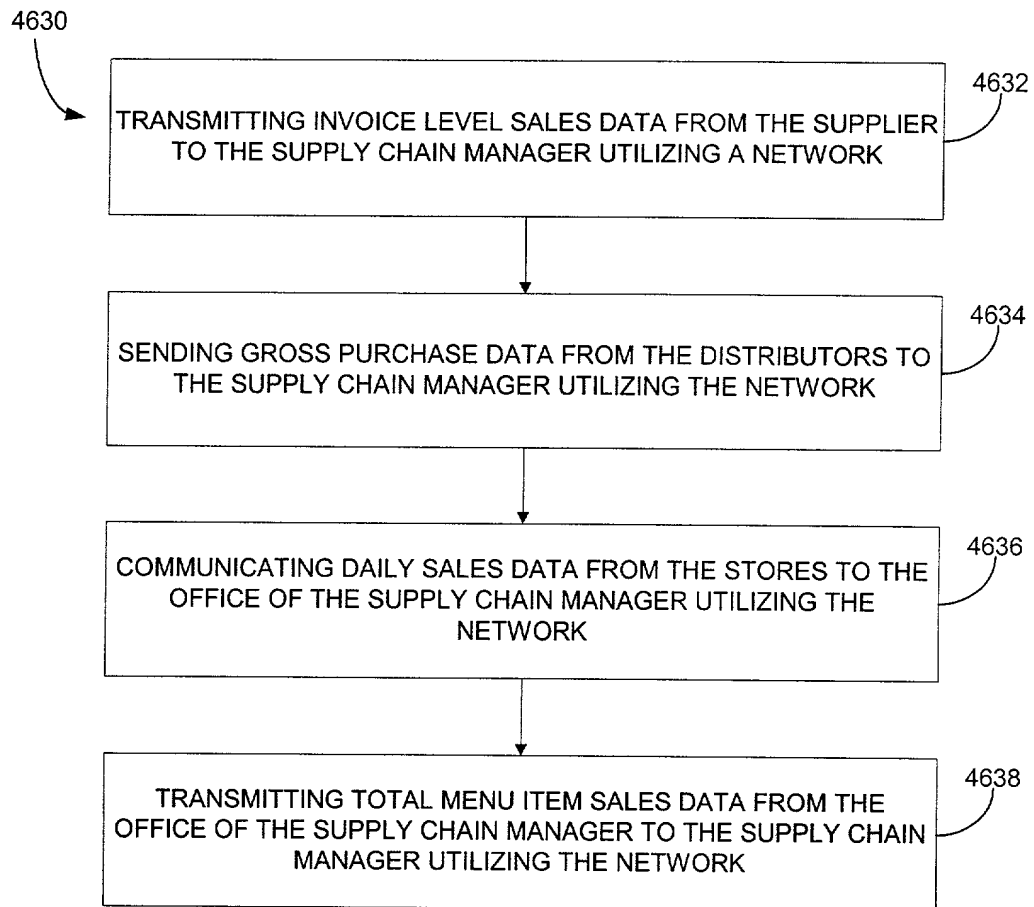 4630
4632
TRANSMITTING INVOICE LEVEL SALES DATA FROM THE SUPPLIER
TO THE SUPPLY CHAIN MANAGER UTILIZING A NETWORK
4634
SENDING GROSS PURCHASE DATA FROM THE DISTRIBUTORS TO
THE SUPPLY CHAIN MANAGER UTILIZING THE NETWORK
4636
COMMUNICATING DAILY SALES DATA FROM THE STORES TO THE
OFFICE OF THE SUPPLY CHAIN MANAGER UTILIZING THE
NETWORK
4638
TRANSMITTING TOTAL MENU ITEM SALES DATA FROM THE
OFFICE OF THE SUPPLY CHAIN MANAGER TO THE SUPPLY CHAIN
MANAGER UTILIZING THE NETWORK